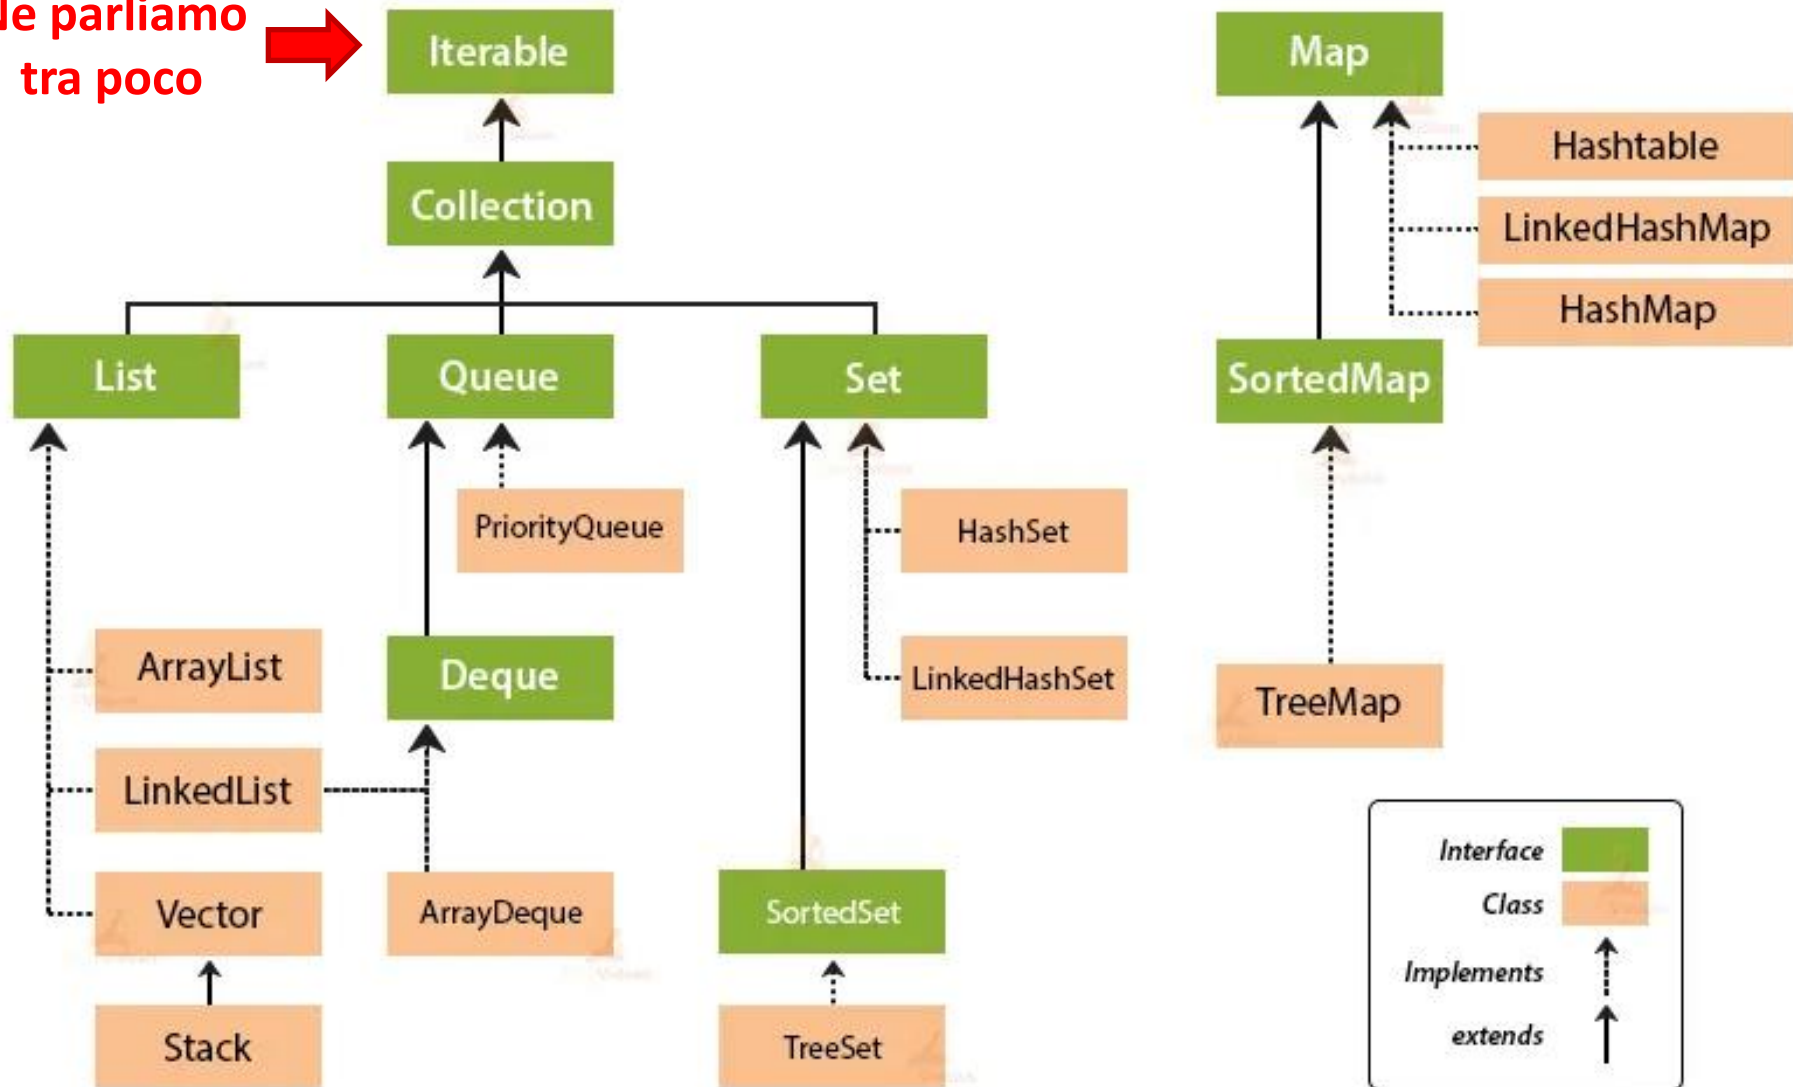 Ne parliamo
tra poco
Iterable
Collection
List
Queue
Set
PriorityQueue
HashSet
ArrayList
Deque
LinkedHashSet
LinkedList
Vector
ArrayDeque
SortedSet
Stack
TreeSet
Map
Hashtable
LinkedHashMap
HashMap
SortedMap
TreeMap
Interface
Class
Implements
extends